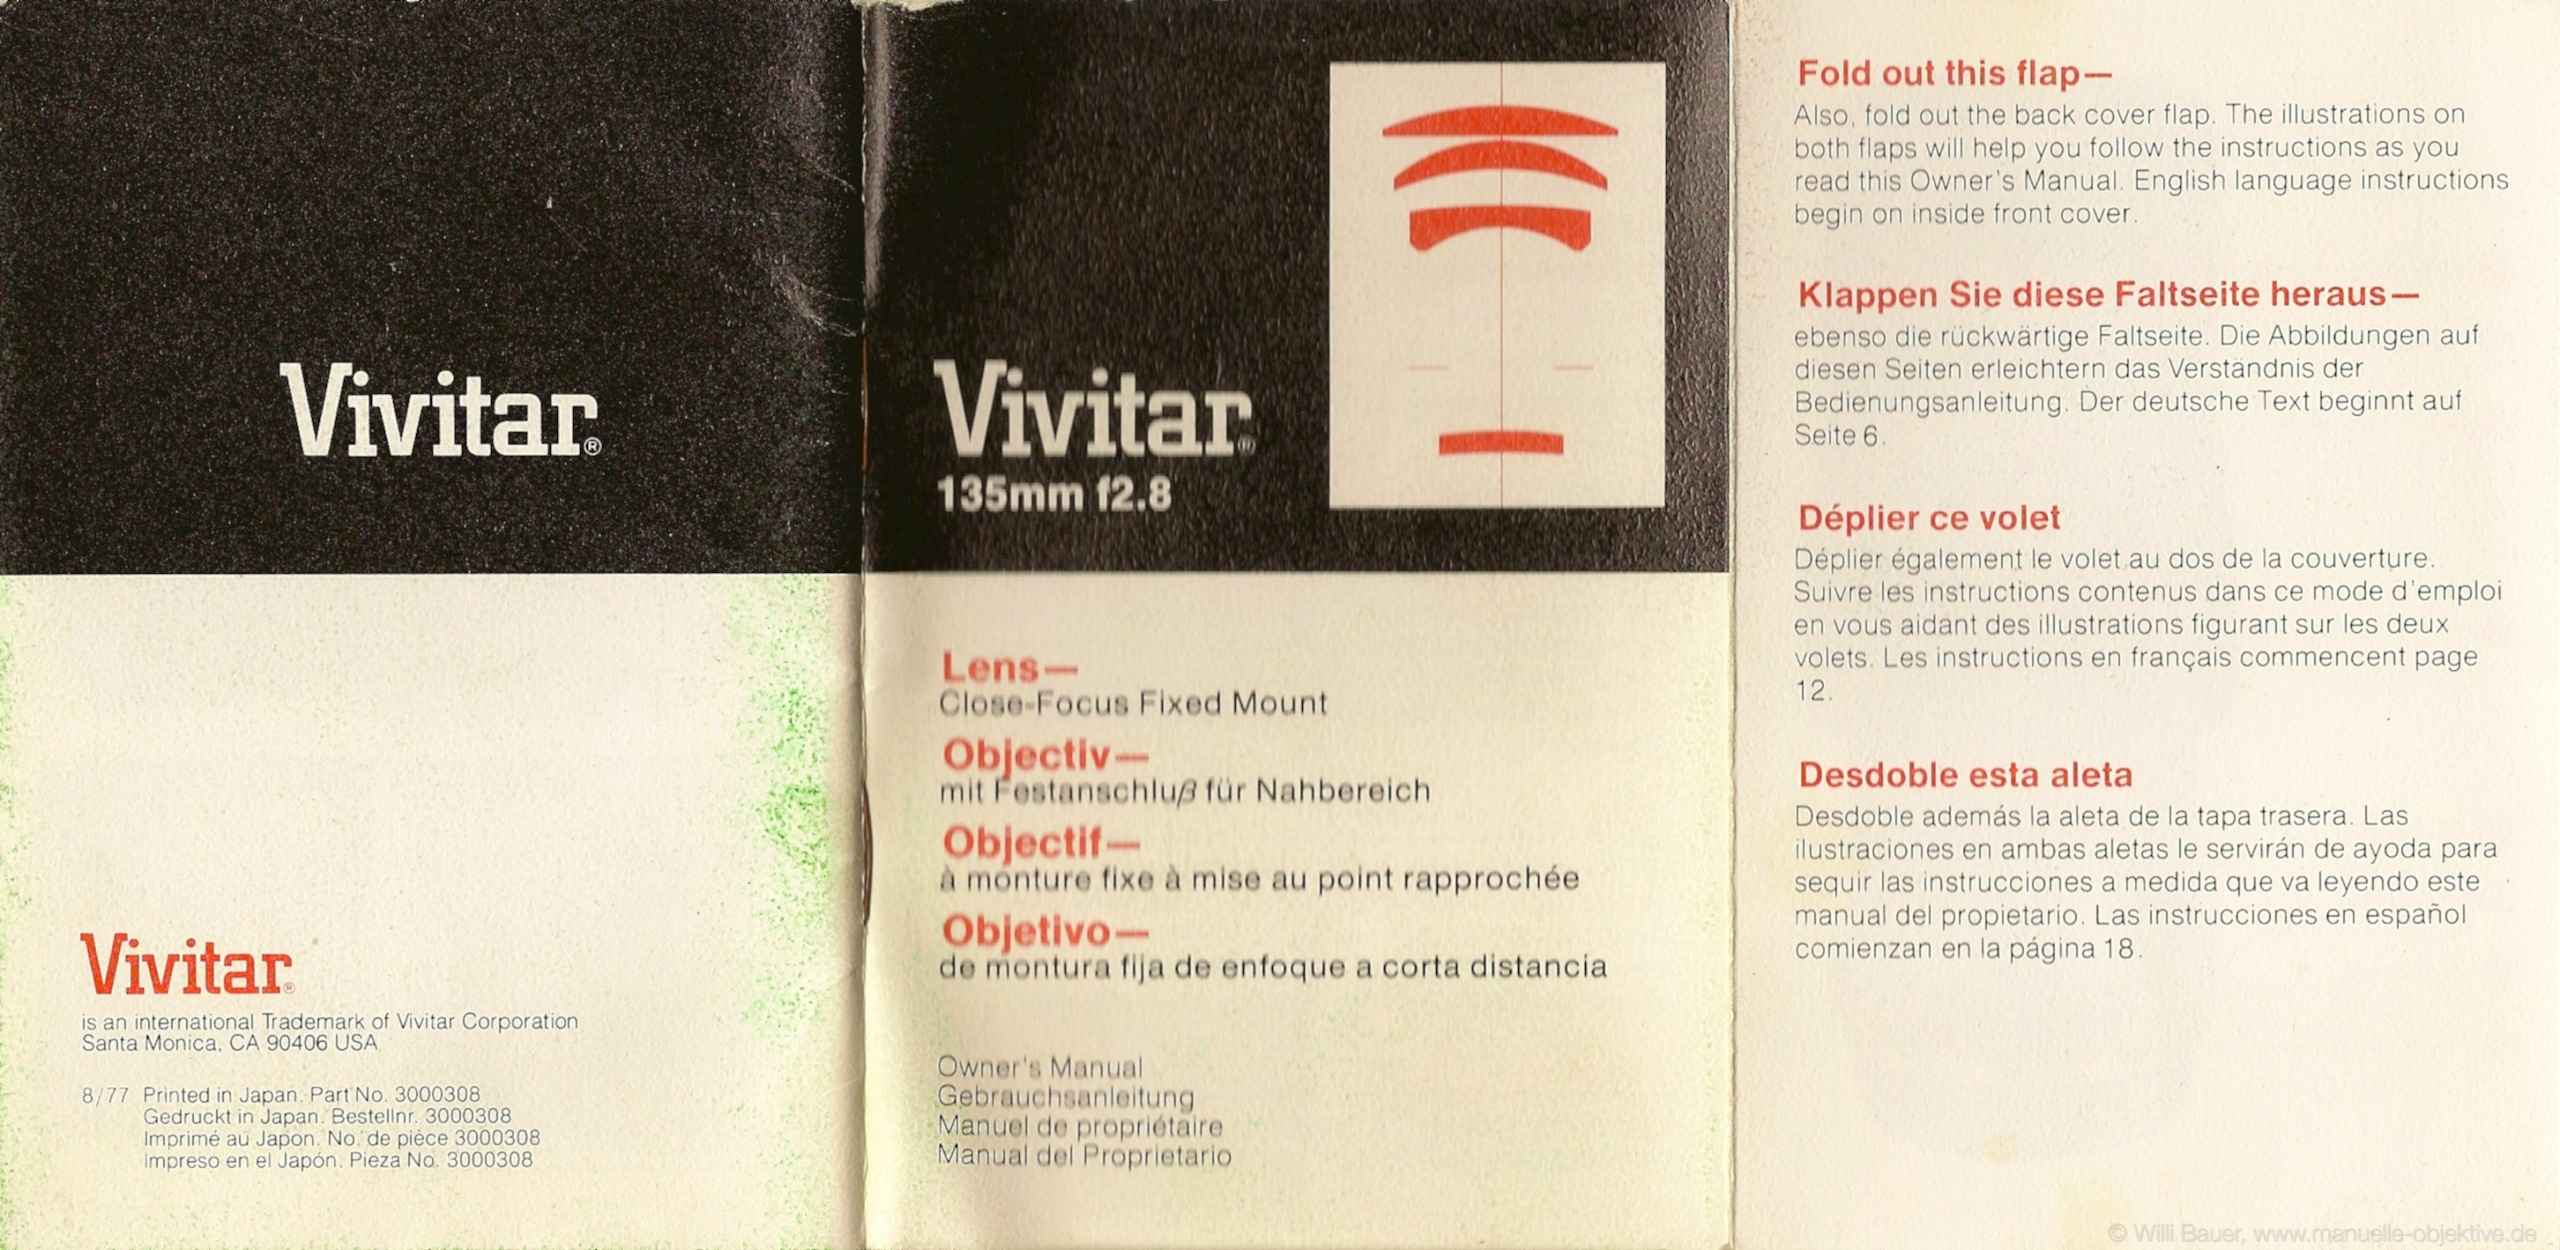 Vivitar®
Vivitar®
is an international Trademark of Vivitar Corporation
Santa Monica, CA 90406 USA
8/77 Printed in Japan. Part No. 3000308
Gedruckt in Japan. Bestellnr. 3000308
Imprimé au Japon. No. de pièce 3000308
Impreso en el Japón. Pieza No. 3000308
Vivitar®
135mm f2.8
Lens—
Close-Focus Fixed Mount
Objectiv—
mit Festanschluß für Nahbereich
Objectif—
à monture fixe à mise au point rapprochée
Objetivo—
de montura fija de enfoque a corta distancia
Owner's Manual
Gebrauchsanleitung
Manuel de propriétaire
Manual del Proprietario
Fold out this flap—
Also, fold out the back cover flap. The illustrations on
both flaps will help you follow the instructions as you
read this Owner's Manual. English language instructions
begin on inside front cover.
Klappen Sie diese Faltseite heraus—
ebenso die rückwärtige Faltseite. Die Abbildungen auf
diesen Seiten erleichtern das Verständnis der
Bedienungsanleitung. Der deutsche Text beginnt auf
Seite 6.
Déplier ce volet
Déplier également le volet au dos de la couverture.
Suivre les instructions contenus dans ce mode d'emploi
en vous aidant des illustrations figurant sur les deux
volets. Les instructions en français commencent page
12.
Desdoble esta aleta
Desdoble además la aleta de la tapa trasera. Las
ilustraciones en ambas aletas le servirán de ayoda para
sequir las instrucciones a medida que va leyendo este
manual del propietario. Las instrucciones en español
comienzan en la página 18.
© Willi Bauer, www.manuelle-objektive.de